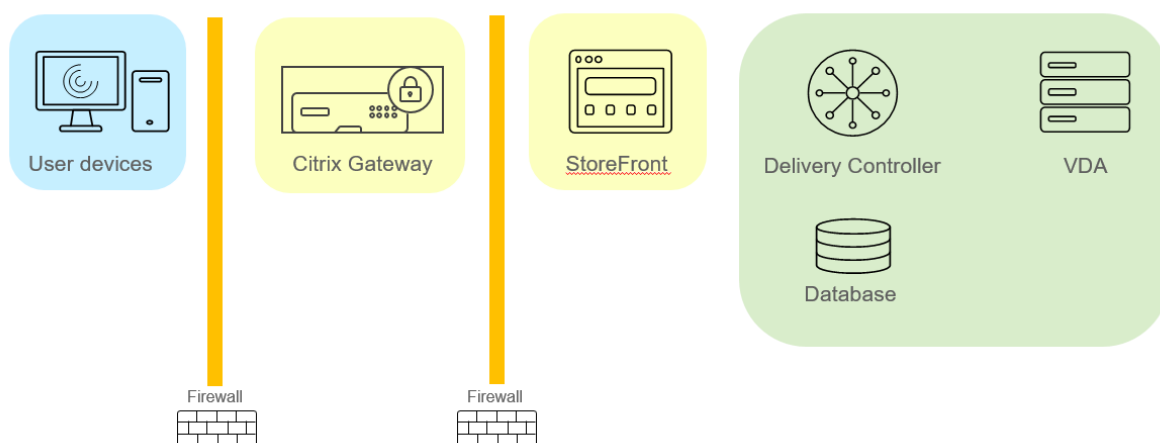 User devices
Citrix Gateway
StoreFront
Delivery Controller
VDA
Database
Firewall
Firewall